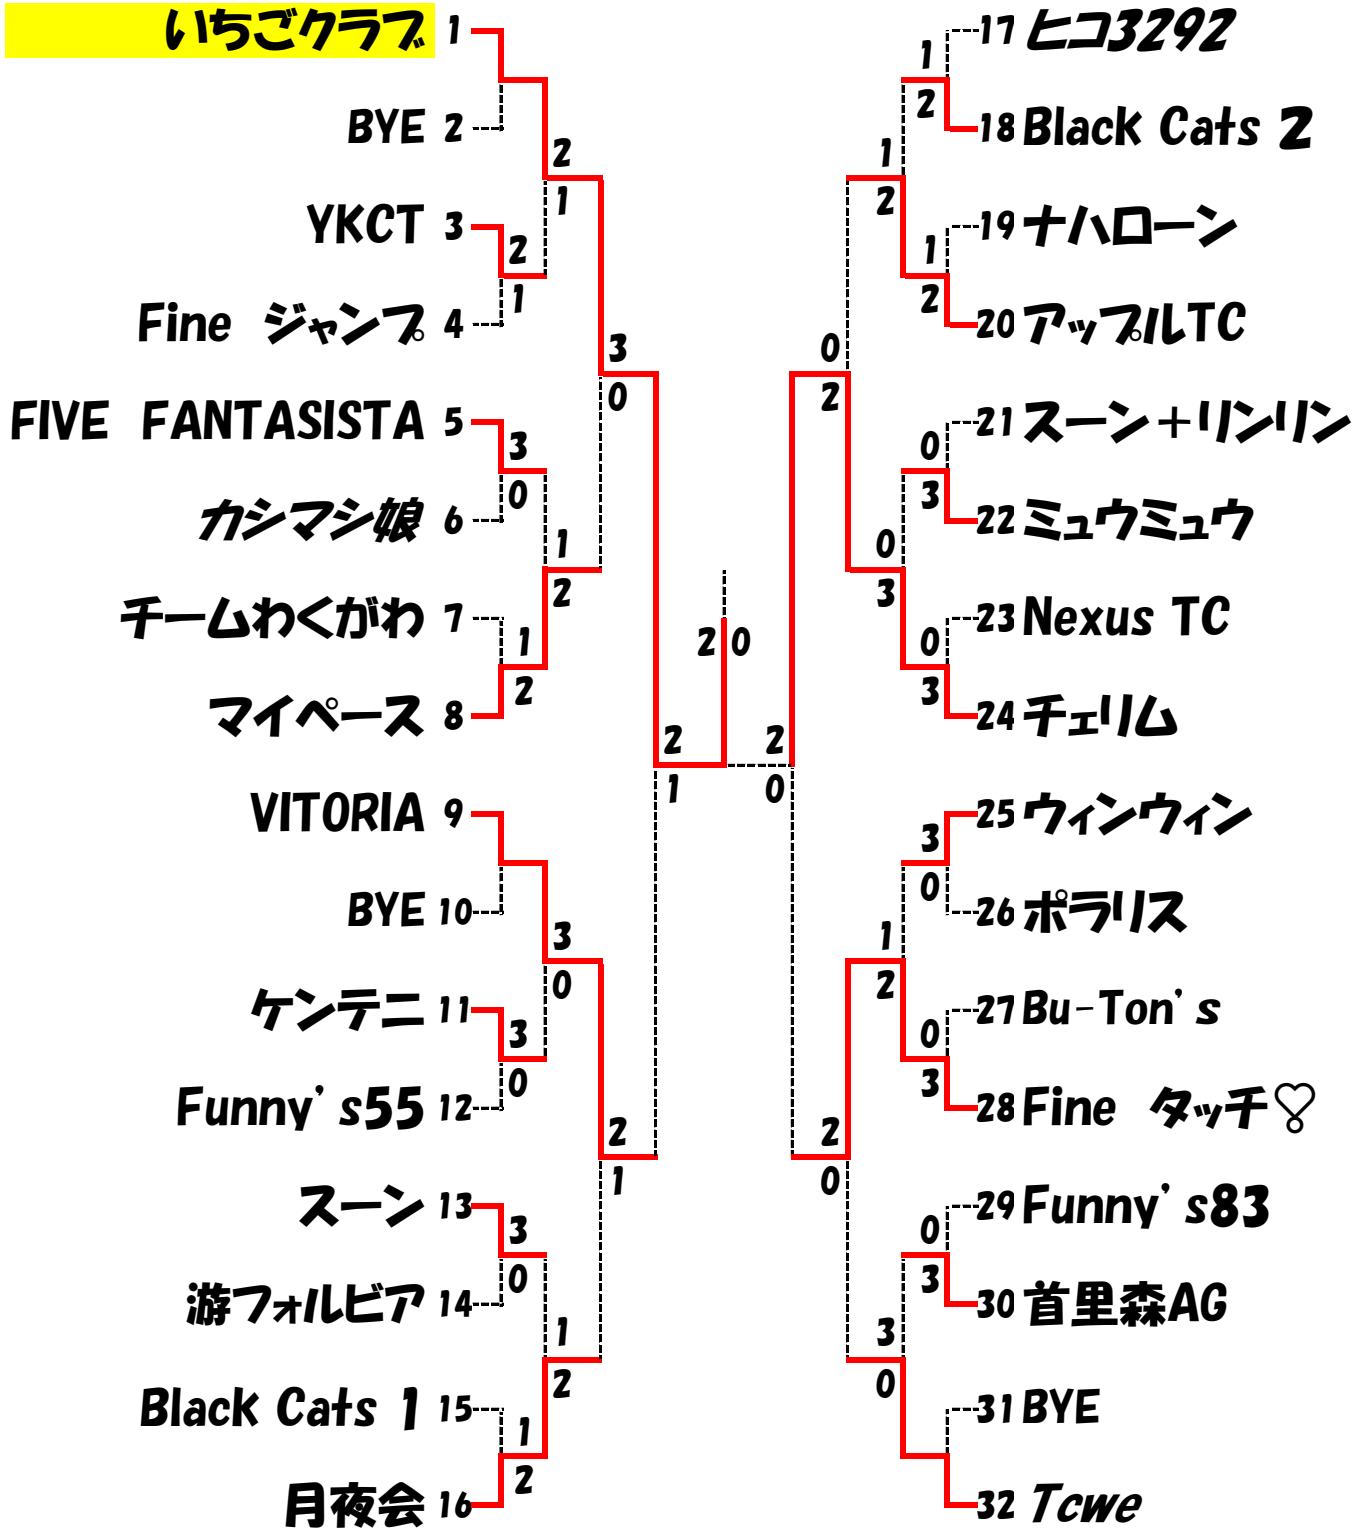 いちごクラブ 1
BYE 2
2
1
YKCT 3
2
1
Fine ジャンプ 4
3
0
FIVE FANTASISTA 5
3
0
カシマシ娘 6
1
2
チームわくがわ 7
1
2
マイペース 8
2
1
VITORIA 9
BYE 10
3
0
ケンテニ 11
3
0
Funny's55 12
2
1
スーン 13
3
0
游フォルビア 14
1
2
Black Cats 1 15
1
2
月夜会 16
2 0
17 ヒコ3292
1
2
18 Black Cats 2
1
2
19 ナハローン
1
2
20 アップルTC
0
2
21 スーン+リンリン
0
3
22 ミュウミュウ
0
3
23 Nexus TC
0
3
24 チェリム
2
0
25 ウィンウィン
3
0
26 ポラリス
1
2
27 Bu-Ton's
0
3
28 Fine タッチ❣
2
0
29 Funny's83
0
3
30 首里森AG
3
0
31 BYE
32 Tcwe